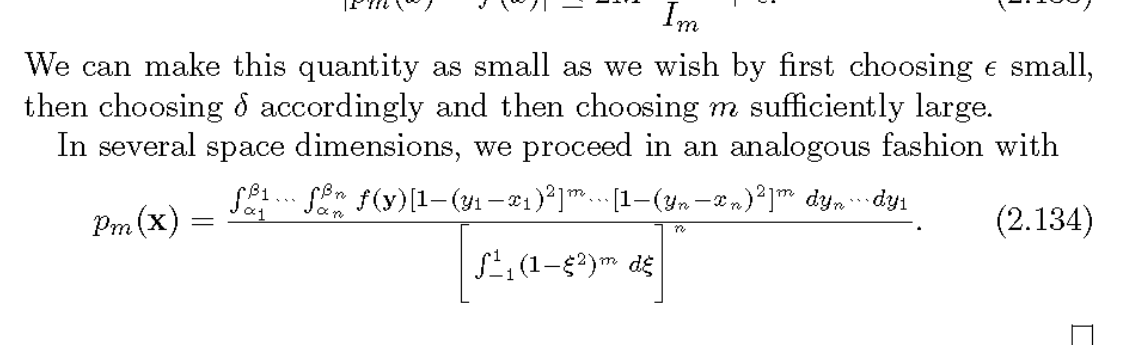 I_m
We can make this quantity as small as we wish by first choosing ϵ small,
then choosing δ accordingly and then choosing m sufficiently large.
In several space dimensions, we proceed in an analogous fashion with
p_m(𝐱) = \frac{∫_{α_1}^{β_1} ⋯ ∫_{α_n}^{β_n} f(𝐲)[1−(y_1−x_1)^2]^m⋯[1−(y_n−x_n)^2]^m dy_n⋯dy_1}{[∫_{−1}^{1}(1−ξ^2)^m dξ]^n}. (2.134)
□